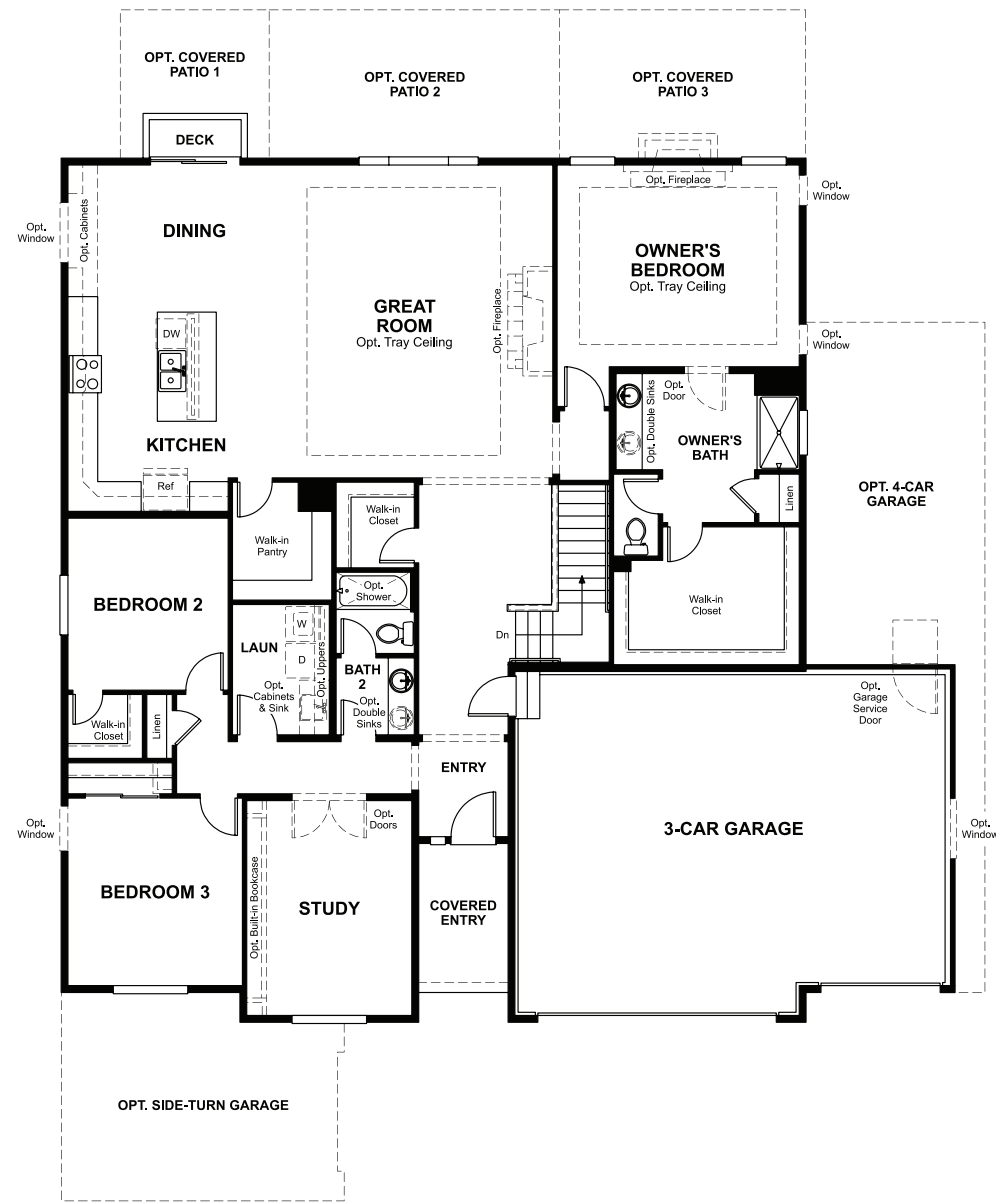 OPT. COVERED
PATIO 1
OPT. COVERED
PATIO 2
OPT. COVERED
PATIO 3
DECK
Opt. Fireplace
Opt.
Window
Opt.
Window
Opt. Cabinets
DINING
OWNER'S
BEDROOM
Opt. Tray Ceiling
GREAT
ROOM
Opt. Tray Ceiling
Opt. Fireplace
DW
Opt.
Window
Opt.
Door
Opt. Double Sinks
OWNER'S
BATH
KITCHEN
Ref
Linen
OPT. 4-CAR
GARAGE
Walk-in
Closet
Walk-in
Pantry
Opt.
Shower
BEDROOM 2
Walk-in
Closet
W
D
LAUN
Opt. Uppers
Opt.
Cabinets
& Sink
BATH
2
Opt.
Double
Sinks
Dn
Opt.
Garage
Service
Door
Walk-in
Closet
Linen
ENTRY
Opt.
Window
Opt.
Doors
3-CAR GARAGE
Opt.
Window
BEDROOM 3
Opt. Built-in Bookcase
STUDY
COVERED
ENTRY
OPT. SIDE-TURN GARAGE